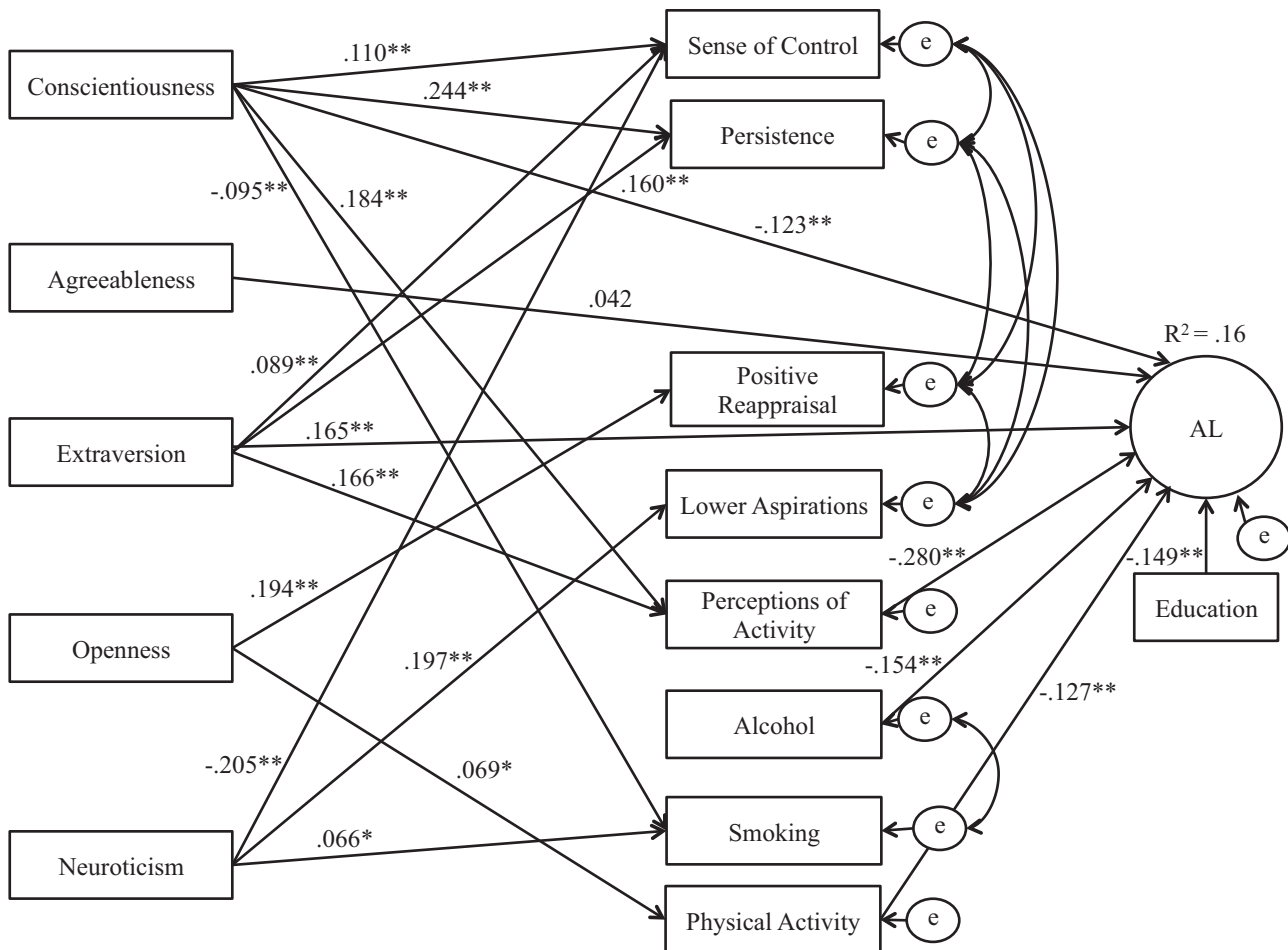 Sense of Control
e
.110**
Conscientiousness
.244**
Persistence
e
-.095**
.184**
.160**
-.123**
Agreeableness
.042
R² = .16
.089**
Positive
Reappraisal
e
Extraversion
.165**
AL
.166**
Lower Aspirations
e
-.280**
-.149**
e
.194**
Perceptions of
Activity
e
Education
Openness
.197**
-.154**
-.127**
Alcohol
e
-.205**
.069*
Smoking
e
.066*
Neuroticism
Physical Activity
e